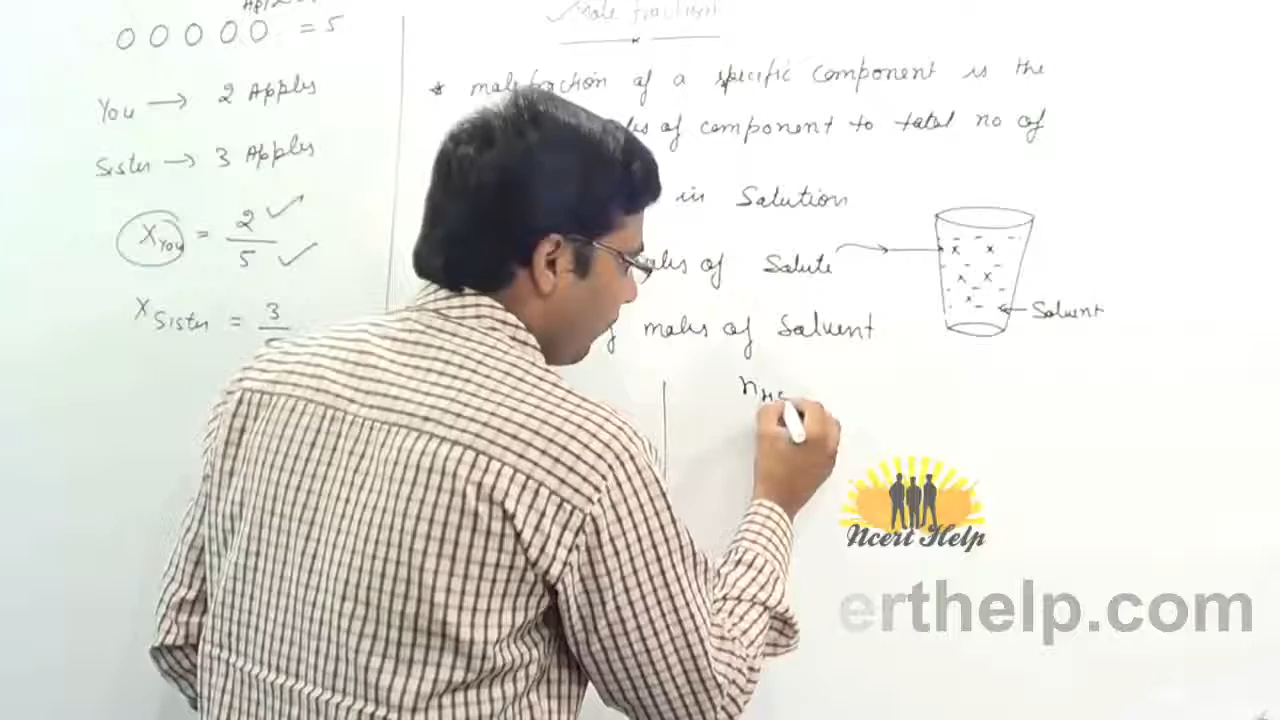 OOOOO = 5
You → 2 Apples
Sister → 3 Apples
X You = 2/5
X Sister = 3
✓ Mole fraction
* mole fraction of a specific component is the
of component to total no of
in Solution
moles of Solute
of moles of Solvent
Solvent
n
Ncert Help
erthelp.com